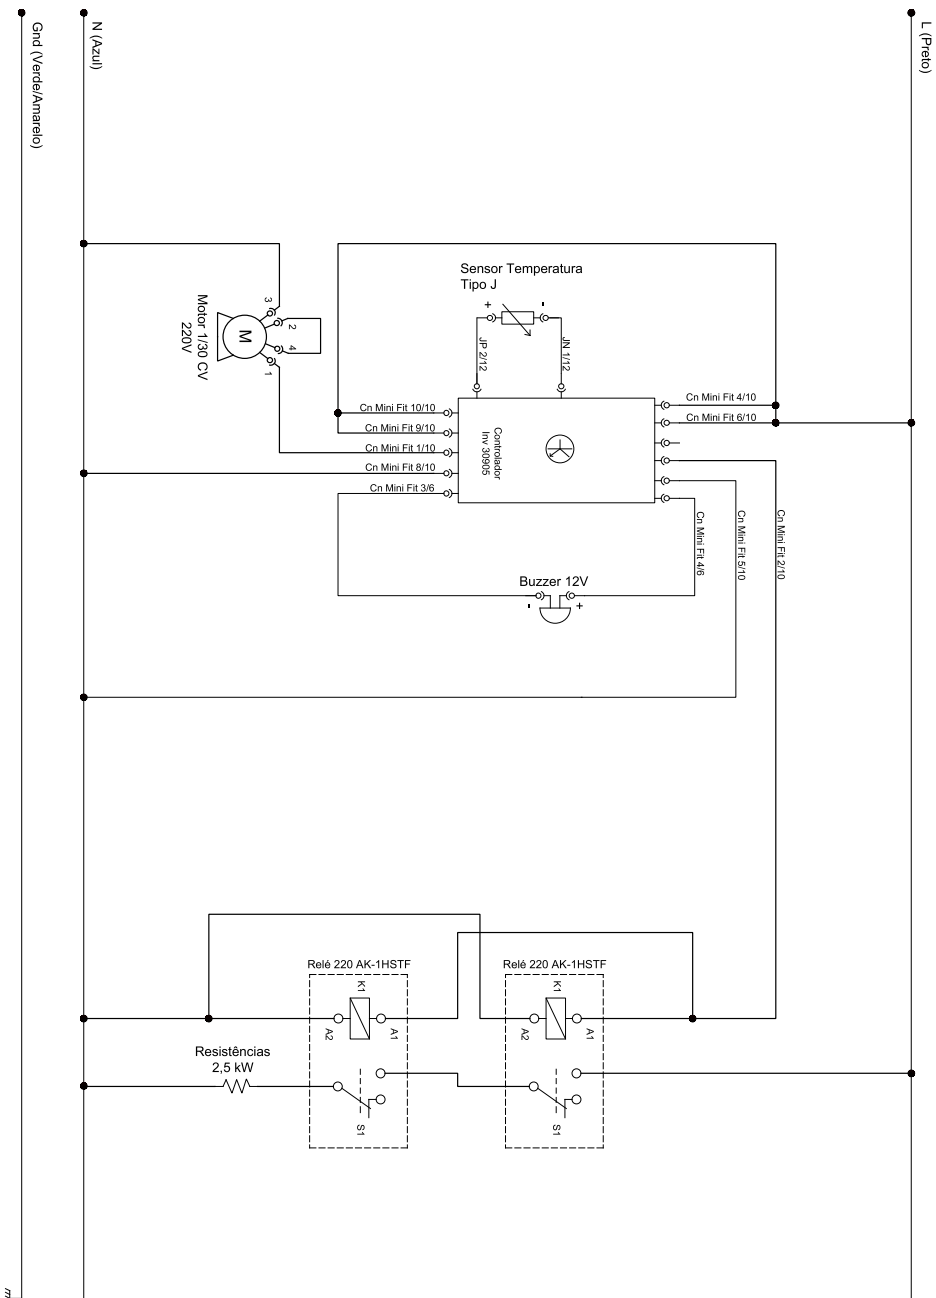 L (Preto)
N (Azul)
Gnd (Verde/Amarelo)
Sensor Temperatura
Tipo J
+
-
JP 2/12
JN 1/12
3
2
4
1
M
Motor 1/30 CV
220V
Cn Mini Fit 10/10
Cn Mini Fit 9/10
Cn Mini Fit 1/10
Cn Mini Fit 8/10
Cn Mini Fit 3/6
Controlador
Inv 30905
Cn Mini Fit 4/10
Cn Mini Fit 6/10
Cn Mini Fit 4/6
Cn Mini Fit 5/10
Cn Mini Fit 2/10
Buzzer 12V
-
+
Relé 220 AK-1HSTF
K1
A2
A1
S1
Relé 220 AK-1HSTF
K1
A2
A1
S1
Resistências
2,5 kW